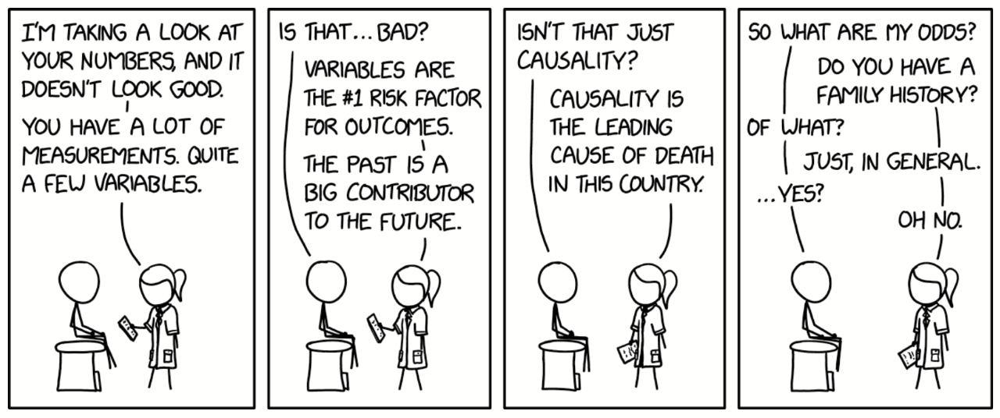 I'M TAKING A LOOK AT
YOUR NUMBERS, AND IT
DOESN'T LOOK GOOD.
YOU HAVE A LOT OF
MEASUREMENTS. QUITE
A FEW VARIABLES.
IS THAT... BAD?
VARIABLES ARE
THE #1 RISK FACTOR
FOR OUTCOMES.
THE PAST IS A
BIG CONTRIBUTOR
TO THE FUTURE.
ISN'T THAT JUST
CAUSALITY?
CAUSALITY IS
THE LEADING
CAUSE OF DEATH
IN THIS COUNTRY.
SO WHAT ARE MY ODDS?
DO YOU HAVE A
FAMILY HISTORY?
OF WHAT?
JUST, IN GENERAL.
...YES?
OH NO.